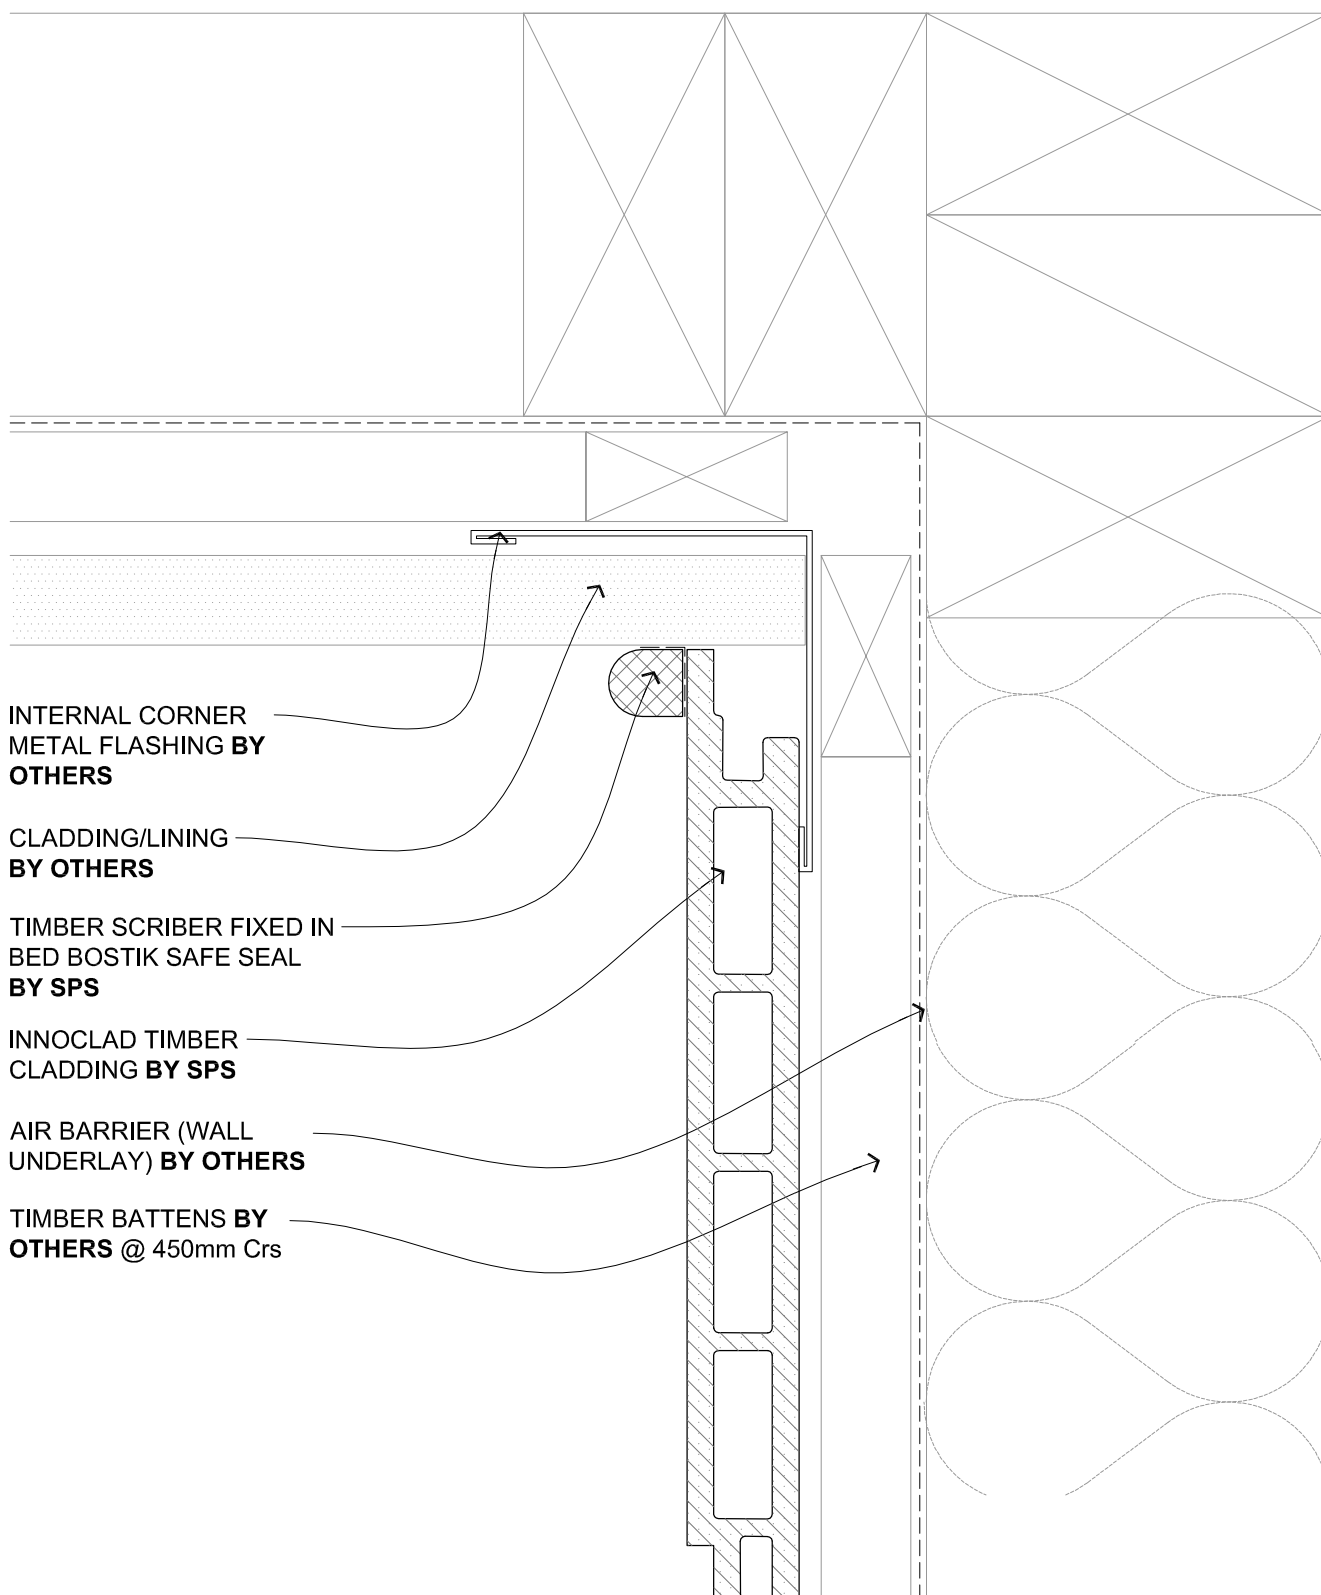 INTERNAL CORNER
METAL FLASHING BY
OTHERS
CLADDING/LINING
BY OTHERS
TIMBER SCRIBER FIXED IN
BED BOSTIK SAFE SEAL
BY SPS
INNOCLAD TIMBER
CLADDING BY SPS
AIR BARRIER (WALL
UNDERLAY) BY OTHERS
TIMBER BATTENS BY
OTHERS @ 450mm Crs